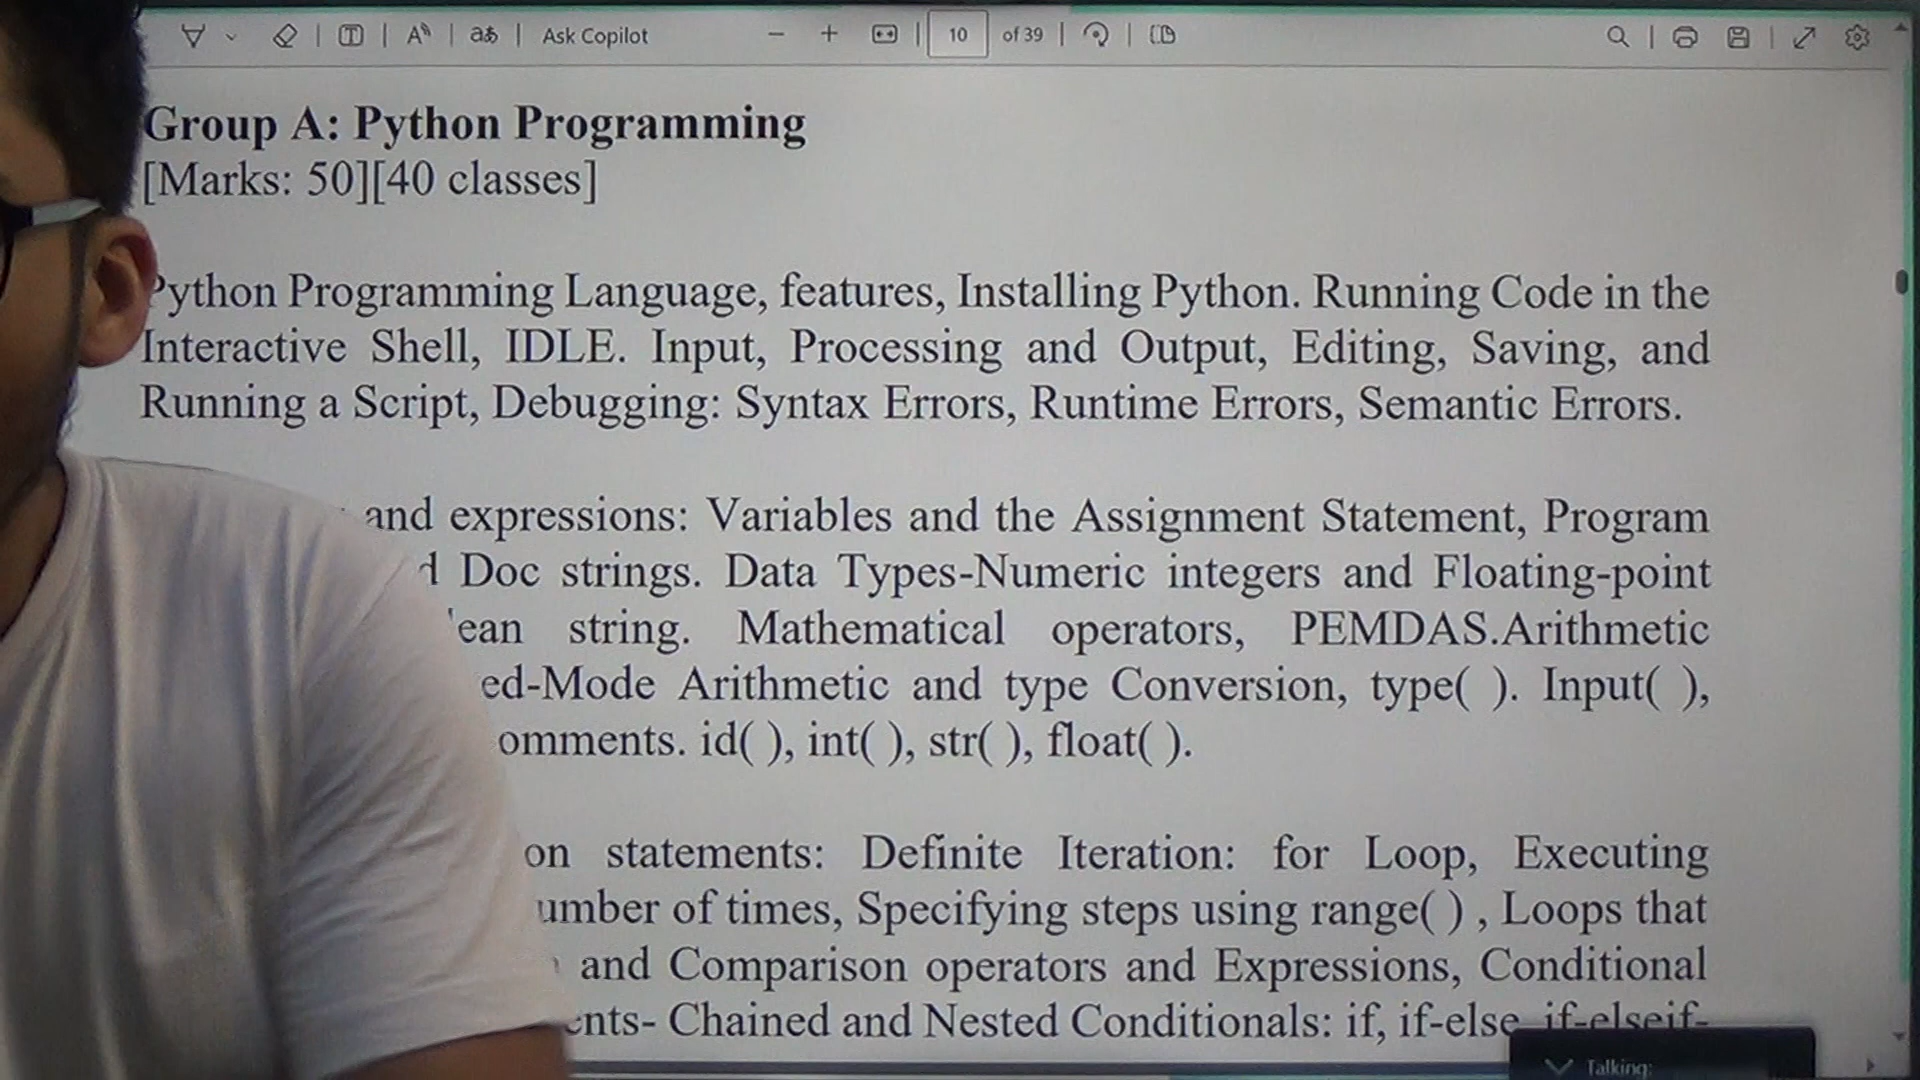 Ask Copilot 10 of 39
Group A: Python Programming
[Marks: 50][40 classes]
Python Programming Language, features, Installing Python. Running Code in the
Interactive Shell, IDLE. Input, Processing and Output, Editing, Saving, and
Running a Script, Debugging: Syntax Errors, Runtime Errors, Semantic Errors.
and expressions: Variables and the Assignment Statement, Program
Doc strings. Data Types-Numeric integers and Floating-point
string. Mathematical operators, PEMDAS.Arithmetic
ed-Mode Arithmetic and type Conversion, type( ). Input( ),
omments. id( ), int( ), str( ), float( ).
on statements: Definite Iteration: for Loop, Executing
umber of times, Specifying steps using range( ) , Loops that
and Comparison operators and Expressions, Conditional
ents- Chained and Nested Conditionals: if, if-else, if-elseif-
Talking: